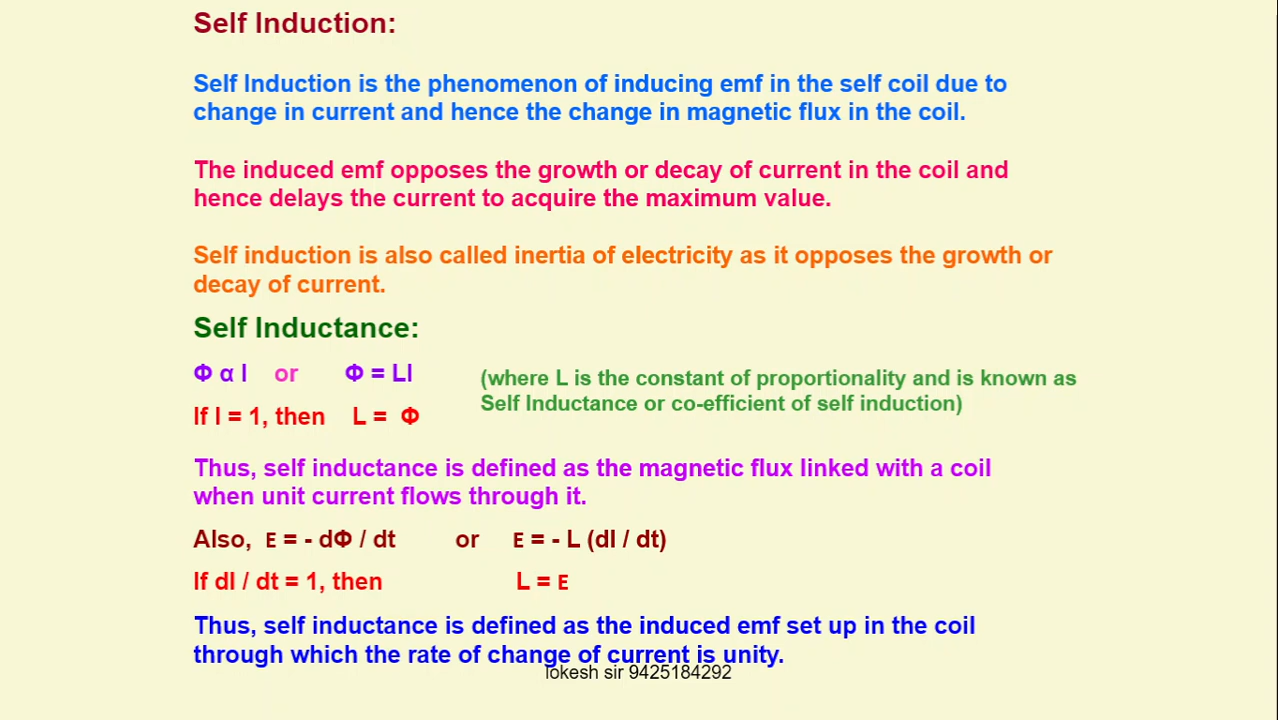 Self Induction:
Self Induction is the phenomenon of inducing emf in the self coil due to
change in current and hence the change in magnetic flux in the coil.
The induced emf opposes the growth or decay of current in the coil and
hence delays the current to acquire the maximum value.
Self induction is also called inertia of electricity as it opposes the growth or
decay of current.
Self Inductance:
Φ α I or Φ = LI
(where L is the constant of proportionality and is known as
Self Inductance or co-efficient of self induction)
If I = 1, then L = Φ
Thus, self inductance is defined as the magnetic flux linked with a coil
when unit current flows through it.
Also, E = - dΦ / dt or E = - L (dI / dt)
If dI / dt = 1, then L = E
Thus, self inductance is defined as the induced emf set up in the coil
through which the rate of change of current is unity.
lokesh sir 9425184292